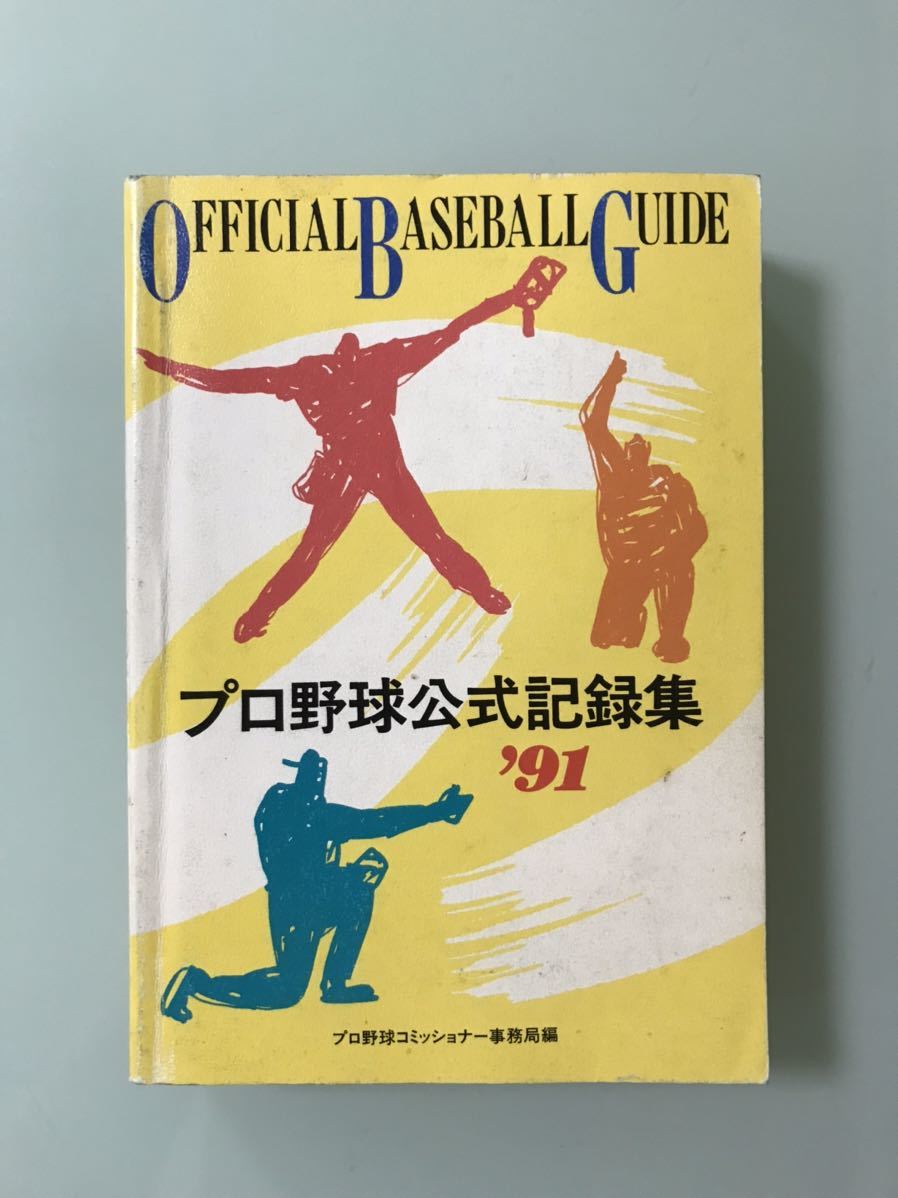 OFFICIAL BASEBALL GUIDE
プロ野球公式記録集
'91
プロ野球コミッショナー事務局編